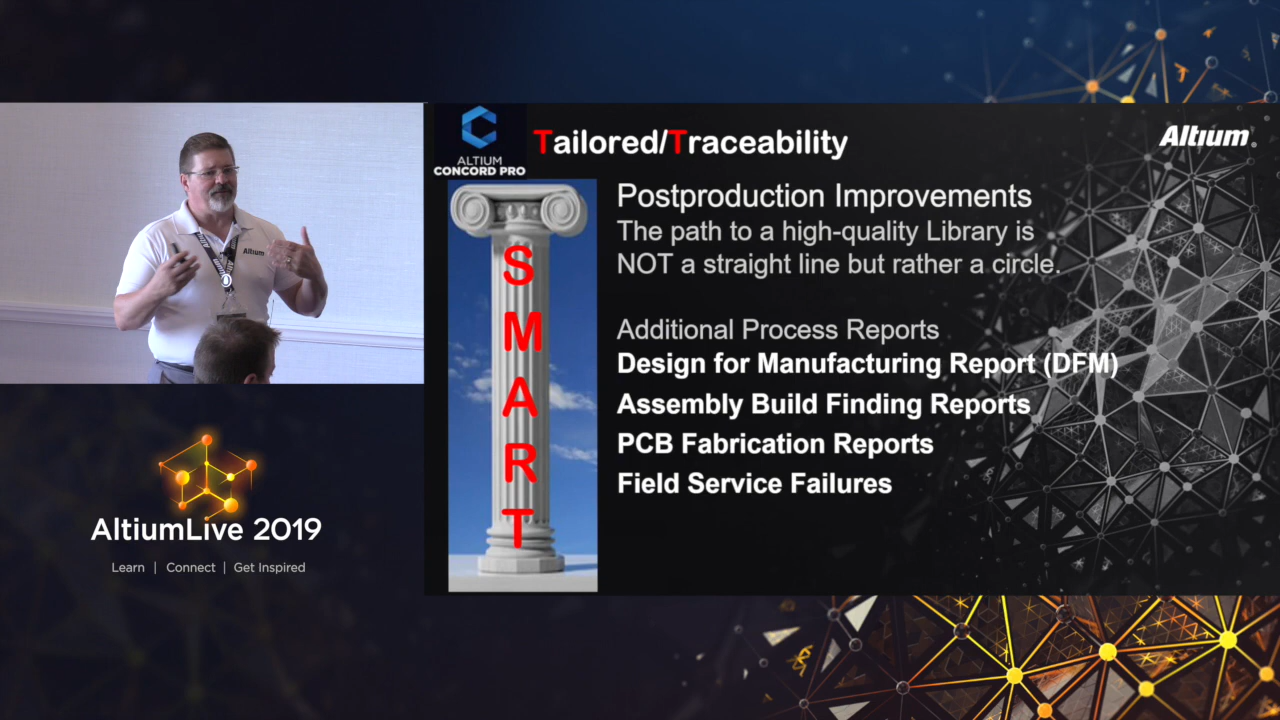 ALTIUM
CONCORD PRO
Tailored/Traceability
Altium®
Postproduction Improvements
The path to a high-quality Library is
NOT a straight line but rather a circle.
Additional Process Reports
Design for Manufacturing Report (DFM)
Assembly Build Finding Reports
PCB Fabrication Reports
Field Service Failures
S
M
A
R
T
Altium
AltiumLive 2019
Learn | Connect | Get Inspired